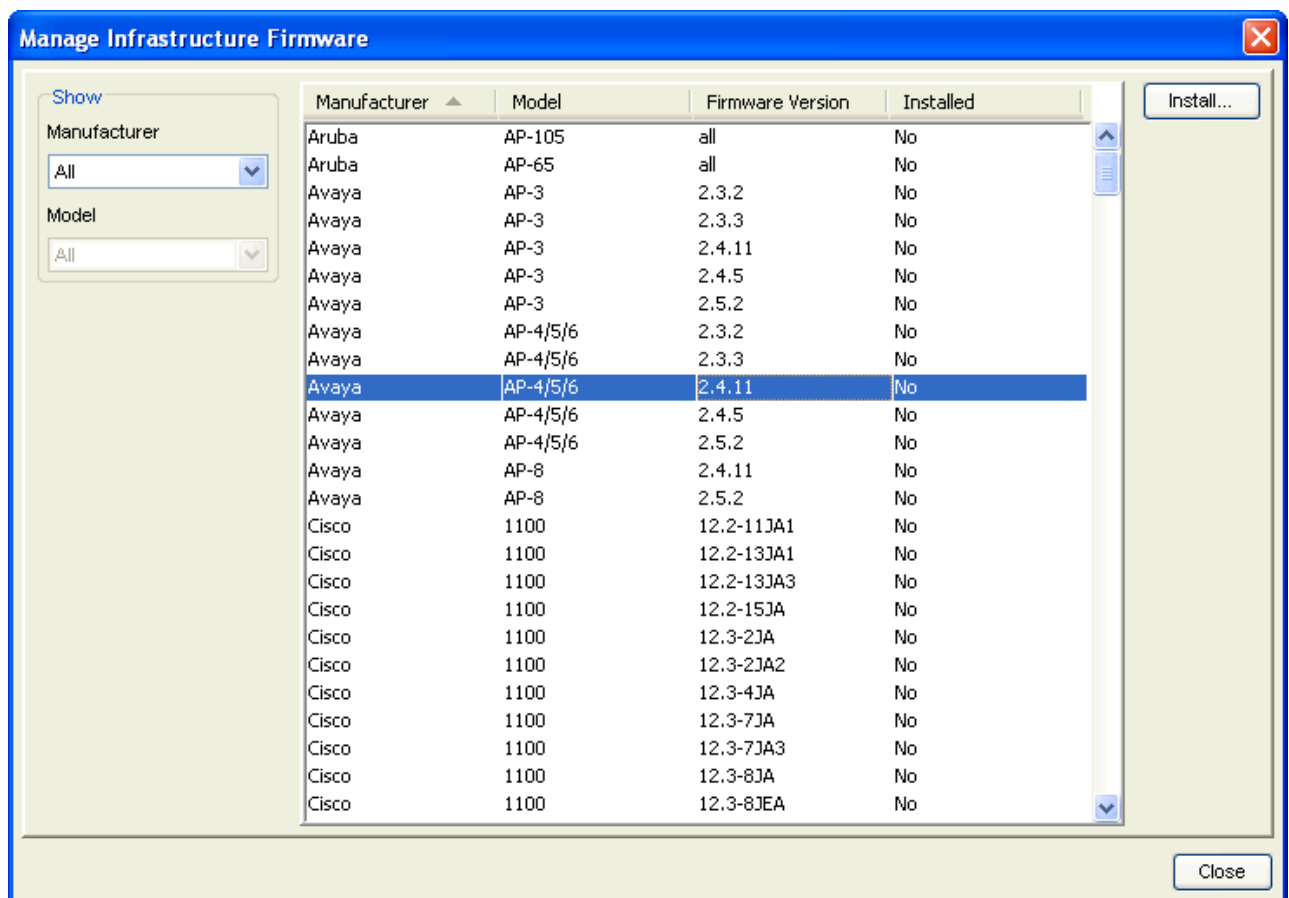 Manage Infrastructure Firmware
Show
Manufacturer
All
Model
All
Manufacturer Model Firmware Version Installed
Aruba AP-105 all No
Aruba AP-65 all No
Avaya AP-3 2.3.2 No
Avaya AP-3 2.3.3 No
Avaya AP-3 2.4.11 No
Avaya AP-3 2.4.5 No
Avaya AP-3 2.5.2 No
Avaya AP-4/5/6 2.3.2 No
Avaya AP-4/5/6 2.3.3 No
Avaya AP-4/5/6 2.4.11 No
Avaya AP-4/5/6 2.4.5 No
Avaya AP-4/5/6 2.5.2 No
Avaya AP-8 2.4.11 No
Avaya AP-8 2.5.2 No
Cisco 1100 12.2-11JA1 No
Cisco 1100 12.2-13JA1 No
Cisco 1100 12.2-13JA3 No
Cisco 1100 12.2-15JA No
Cisco 1100 12.3-2JA No
Cisco 1100 12.3-2JA2 No
Cisco 1100 12.3-4JA No
Cisco 1100 12.3-7JA No
Cisco 1100 12.3-7JA3 No
Cisco 1100 12.3-8JA No
Cisco 1100 12.3-8JEA No
Install...
Close